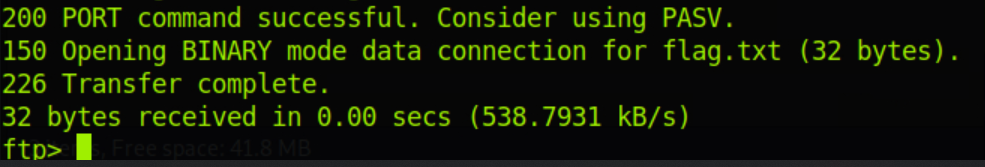 200 PORT command successful. Consider using PASV.
150 Opening BINARY mode data connection for flag.txt (32 bytes).
226 Transfer complete.
32 bytes received in 0.00 secs (538.7931 kB/s)
ftp> s, Free space: 41.8 MB